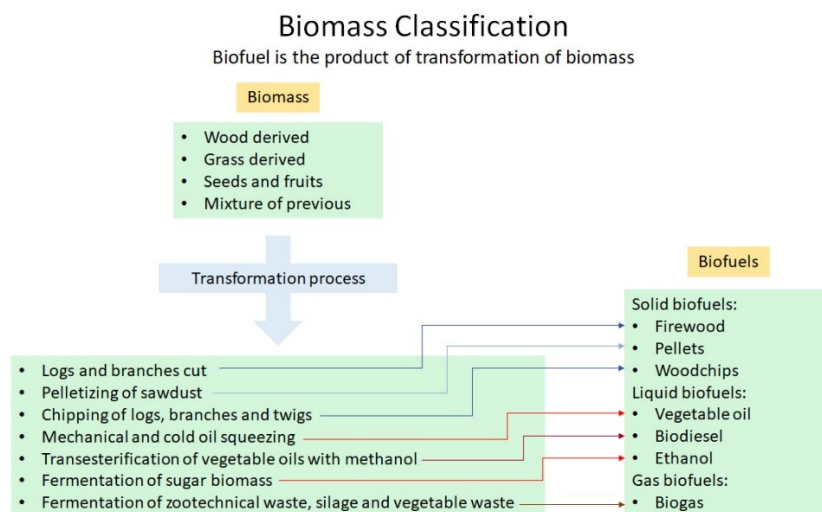 Biomass Classification
Biofuel is the product of transformation of biomass
Biomass
• Wood derived
• Grass derived
• Seeds and fruits
• Mixture of previous
Transformation process
• Logs and branches cut
• Pelletizing of sawdust
• Chipping of logs, branches and twigs
• Mechanical and cold oil squeezing
• Transesterification of vegetable oils with methanol
• Fermentation of sugar biomass
• Fermentation of zootechnical waste, silage and vegetable waste
Biofuels
Solid biofuels:
• Firewood
• Pellets
• Woodchips
Liquid biofuels:
• Vegetable oil
• Biodiesel
• Ethanol
Gas biofuels:
• Biogas